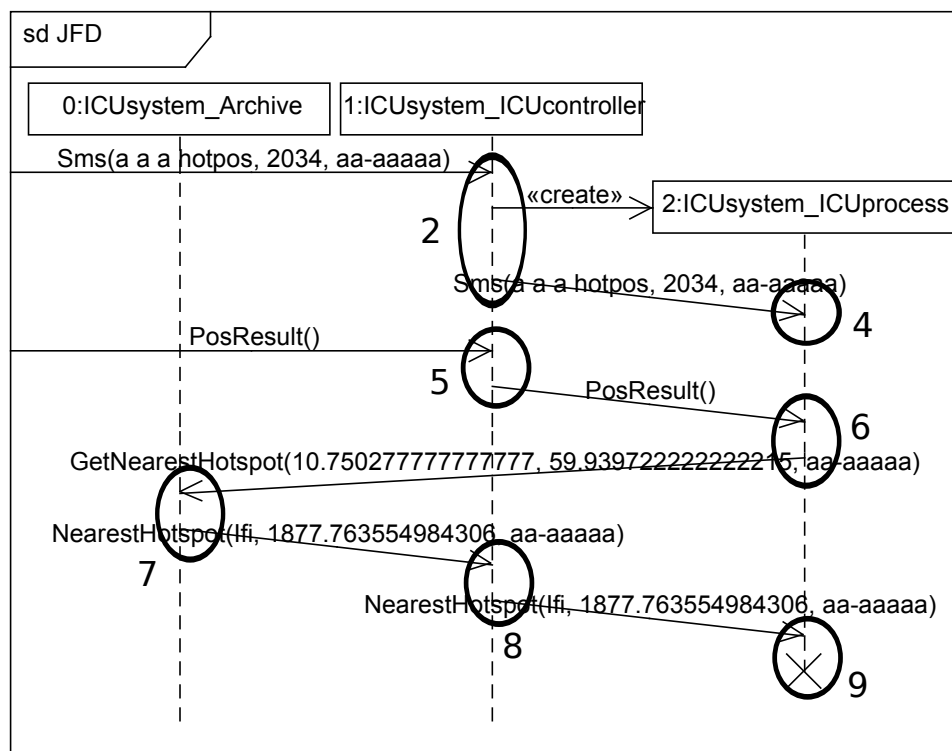 sd JFD
0:ICUsystem_Archive
1:ICUsystem_ICUcontroller
Sms(a a a hotpos, 2034, aa-aaaaa)
«create»
2:ICUsystem_ICUprocess
2
Sms(a a a hotpos, 2034, aa-aaaaa)
4
PosResult()
5
PosResult()
6
GetNearestHotspot(10.750277777777777, 59.939722222222215, aa-aaaaa)
NearestHotspot(Ifi, 1877.763554984306, aa-aaaaa)
7
NearestHotspot(Ifi, 1877.763554984306, aa-aaaaa)
8
9